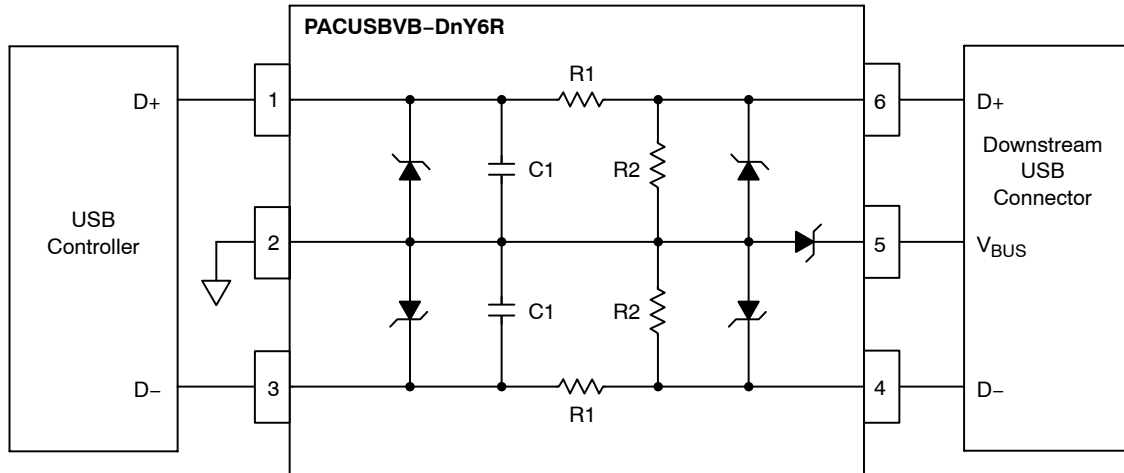 PACUSBVB−DnY6R
R1
D+
1
6
D+
C1
R2
Downstream
USB
Connector
USB
Controller
2
5
VBUS
C1
R2
D−
3
4
D−
R1